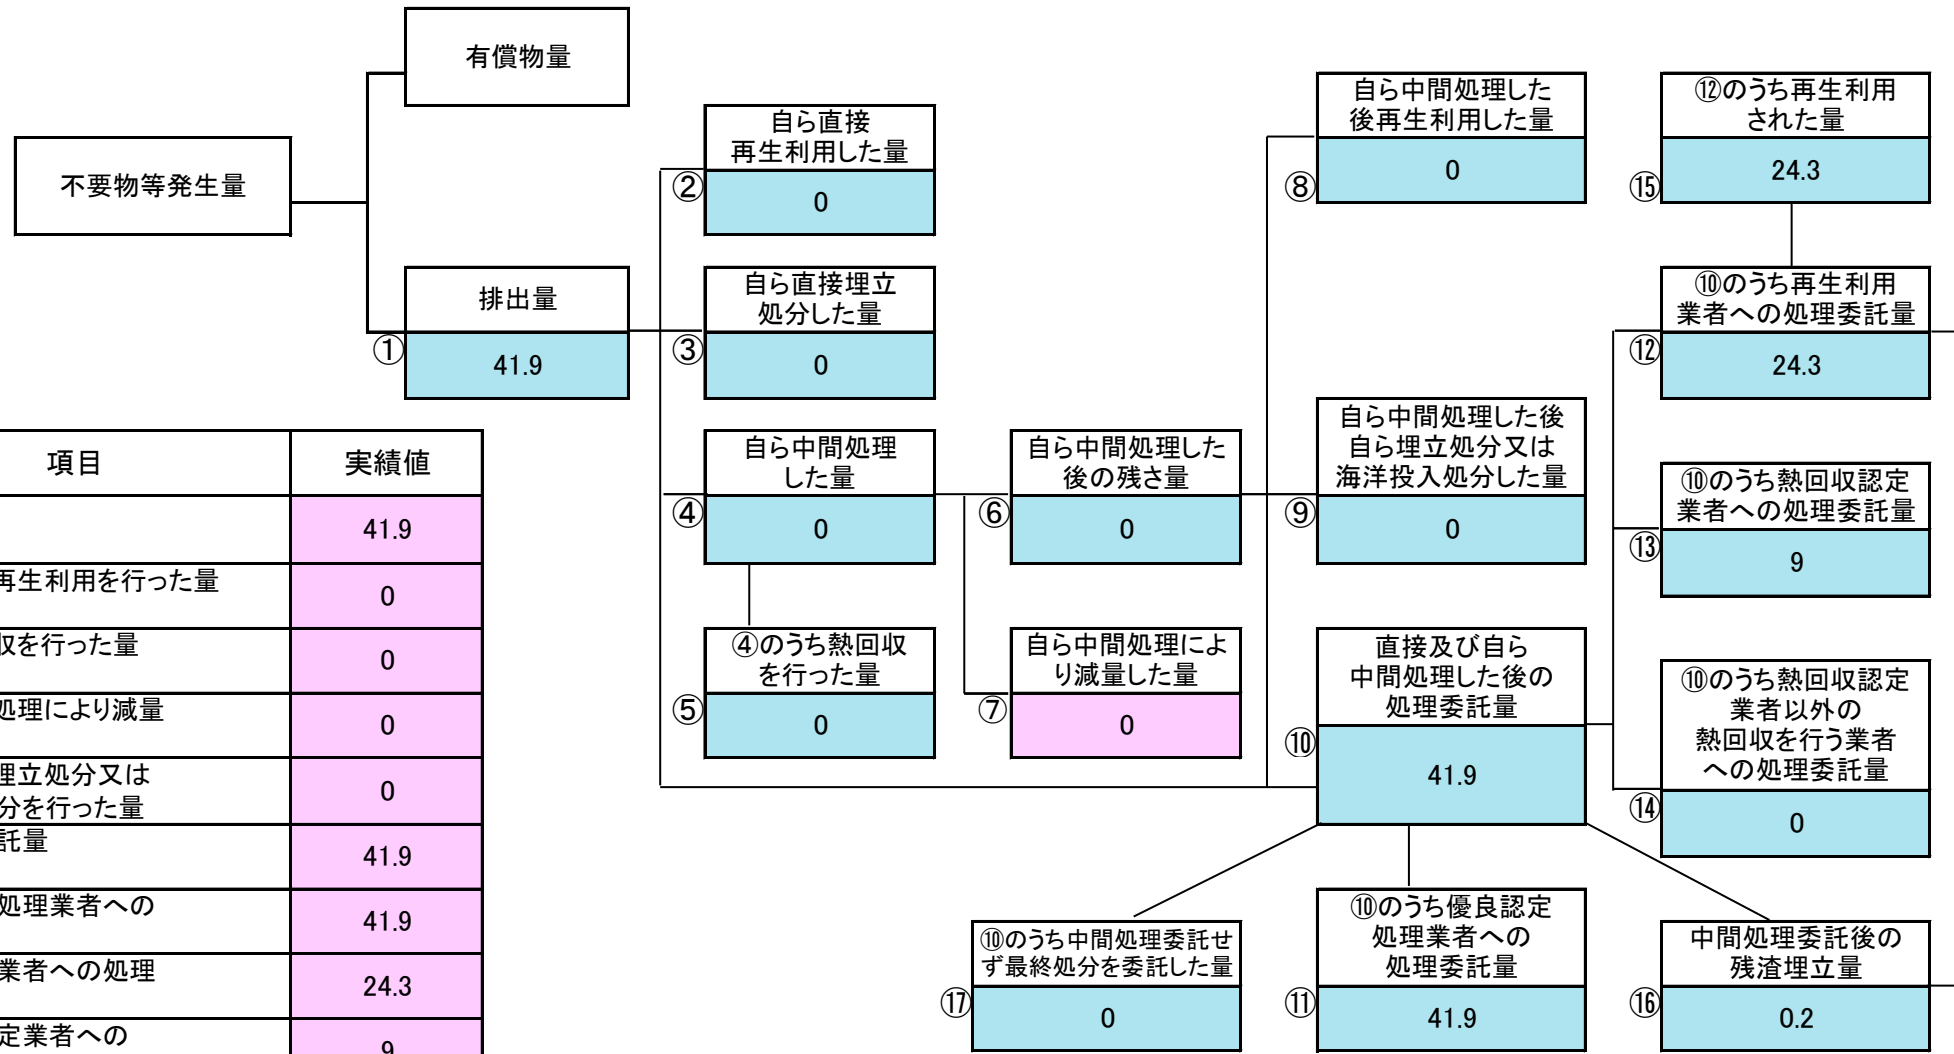 有償物量
不要物等発生量
排出量
①
41.9
自ら直接
再生利用した量
②
0
自ら直接埋立
処分した量
③
0
自ら中間処理
した量
④
0
④のうち熱回収
を行った量
⑤
0
自ら中間処理した
後の残さ量
⑥
0
自ら中間処理によ
り減量した量
⑦
0
自ら中間処理した
後再生利用した量
⑧
0
自ら中間処理した後
自ら埋立処分又は
海洋投入処分した量
⑨
0
直接及び自ら
中間処理した後の
処理委託量
⑩
41.9
⑫のうち再生利用
された量
⑮
24.3
⑩のうち再生利用
業者への処理委託量
⑫
24.3
⑩のうち熱回収認定
業者への処理委託量
⑬
9
⑩のうち熱回収認定
業者以外の
熱回収を行う業者
への処理委託量
⑭
0
⑩のうち中間処理委託せ
ず最終処分を委託した量
⑰
0
⑩のうち優良認定
処理業者への
処理委託量
⑪
41.9
中間処理委託後の
残渣埋立量
⑯
0.2
項目 実績値
41.9
再生利用を行った量 0
収を行った量 0
処理により減量 0
埋立処分又は
分を行った量 0
託量 41.9
処理業者への 41.9
業者への処理 24.3
定業者への 9